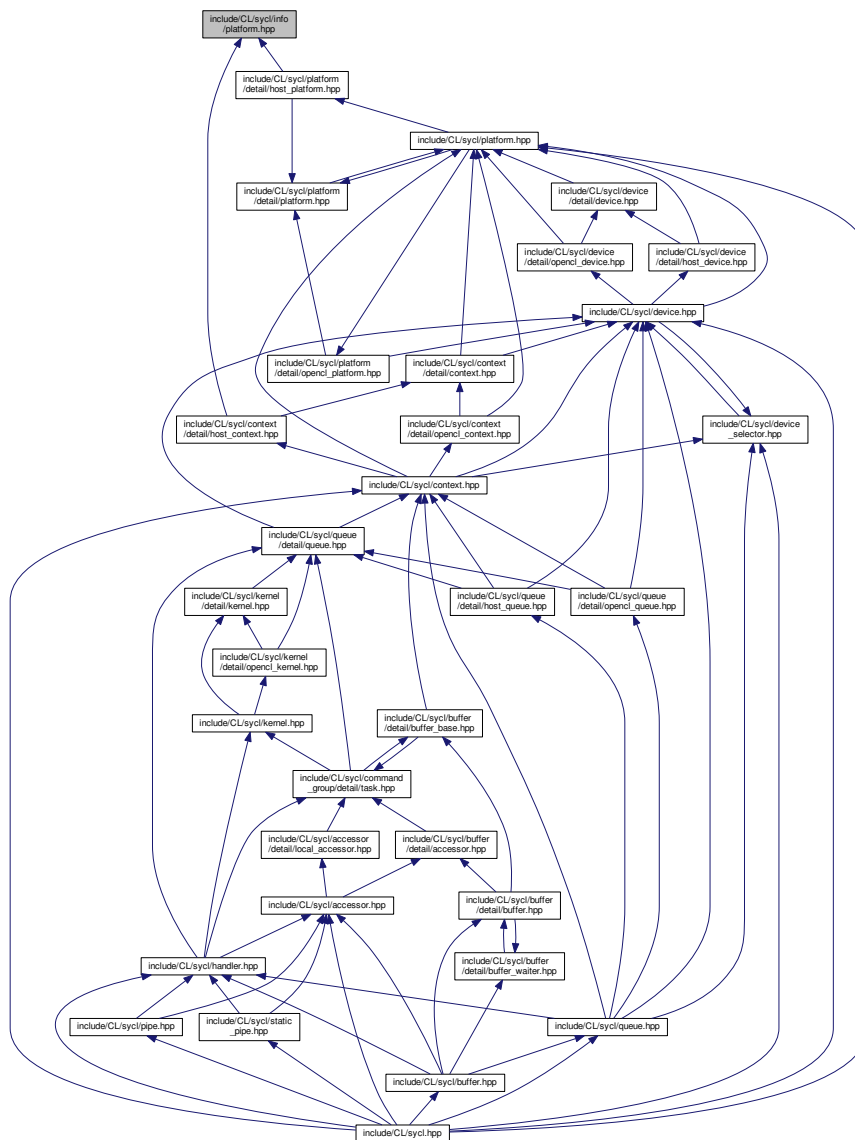 include/CL/sycl/info
/platform.hpp
include/CL/sycl/platform
/detail/host_platform.hpp
include/CL/sycl/platform.hpp
include/CL/sycl/platform
/detail/platform.hpp
include/CL/sycl/device
/detail/device.hpp
include/CL/sycl/device
/detail/opencl_device.hpp
include/CL/sycl/device
/detail/host_device.hpp
include/CL/sycl/device.hpp
include/CL/sycl/platform
/detail/opencl_platform.hpp
include/CL/sycl/context
/detail/context.hpp
include/CL/sycl/context
/detail/host_context.hpp
include/CL/sycl/context
/detail/opencl_context.hpp
include/CL/sycl/device
_selector.hpp
include/CL/sycl/context.hpp
include/CL/sycl/queue
/detail/queue.hpp
include/CL/sycl/kernel
/detail/kernel.hpp
include/CL/sycl/queue
/detail/host_queue.hpp
include/CL/sycl/queue
/detail/opencl_queue.hpp
include/CL/sycl/kernel
/detail/opencl_kernel.hpp
include/CL/sycl/kernel.hpp
include/CL/sycl/buffer
/detail/buffer_base.hpp
include/CL/sycl/command
_group/detail/task.hpp
include/CL/sycl/accessor
/detail/local_accessor.hpp
include/CL/sycl/buffer
/detail/accessor.hpp
include/CL/sycl/accessor.hpp
include/CL/sycl/buffer
/detail/buffer.hpp
include/CL/sycl/handler.hpp
include/CL/sycl/buffer
/detail/buffer_waiter.hpp
include/CL/sycl/pipe.hpp
include/CL/sycl/static
_pipe.hpp
include/CL/sycl/queue.hpp
include/CL/sycl/buffer.hpp
include/CL/sycl.hpp